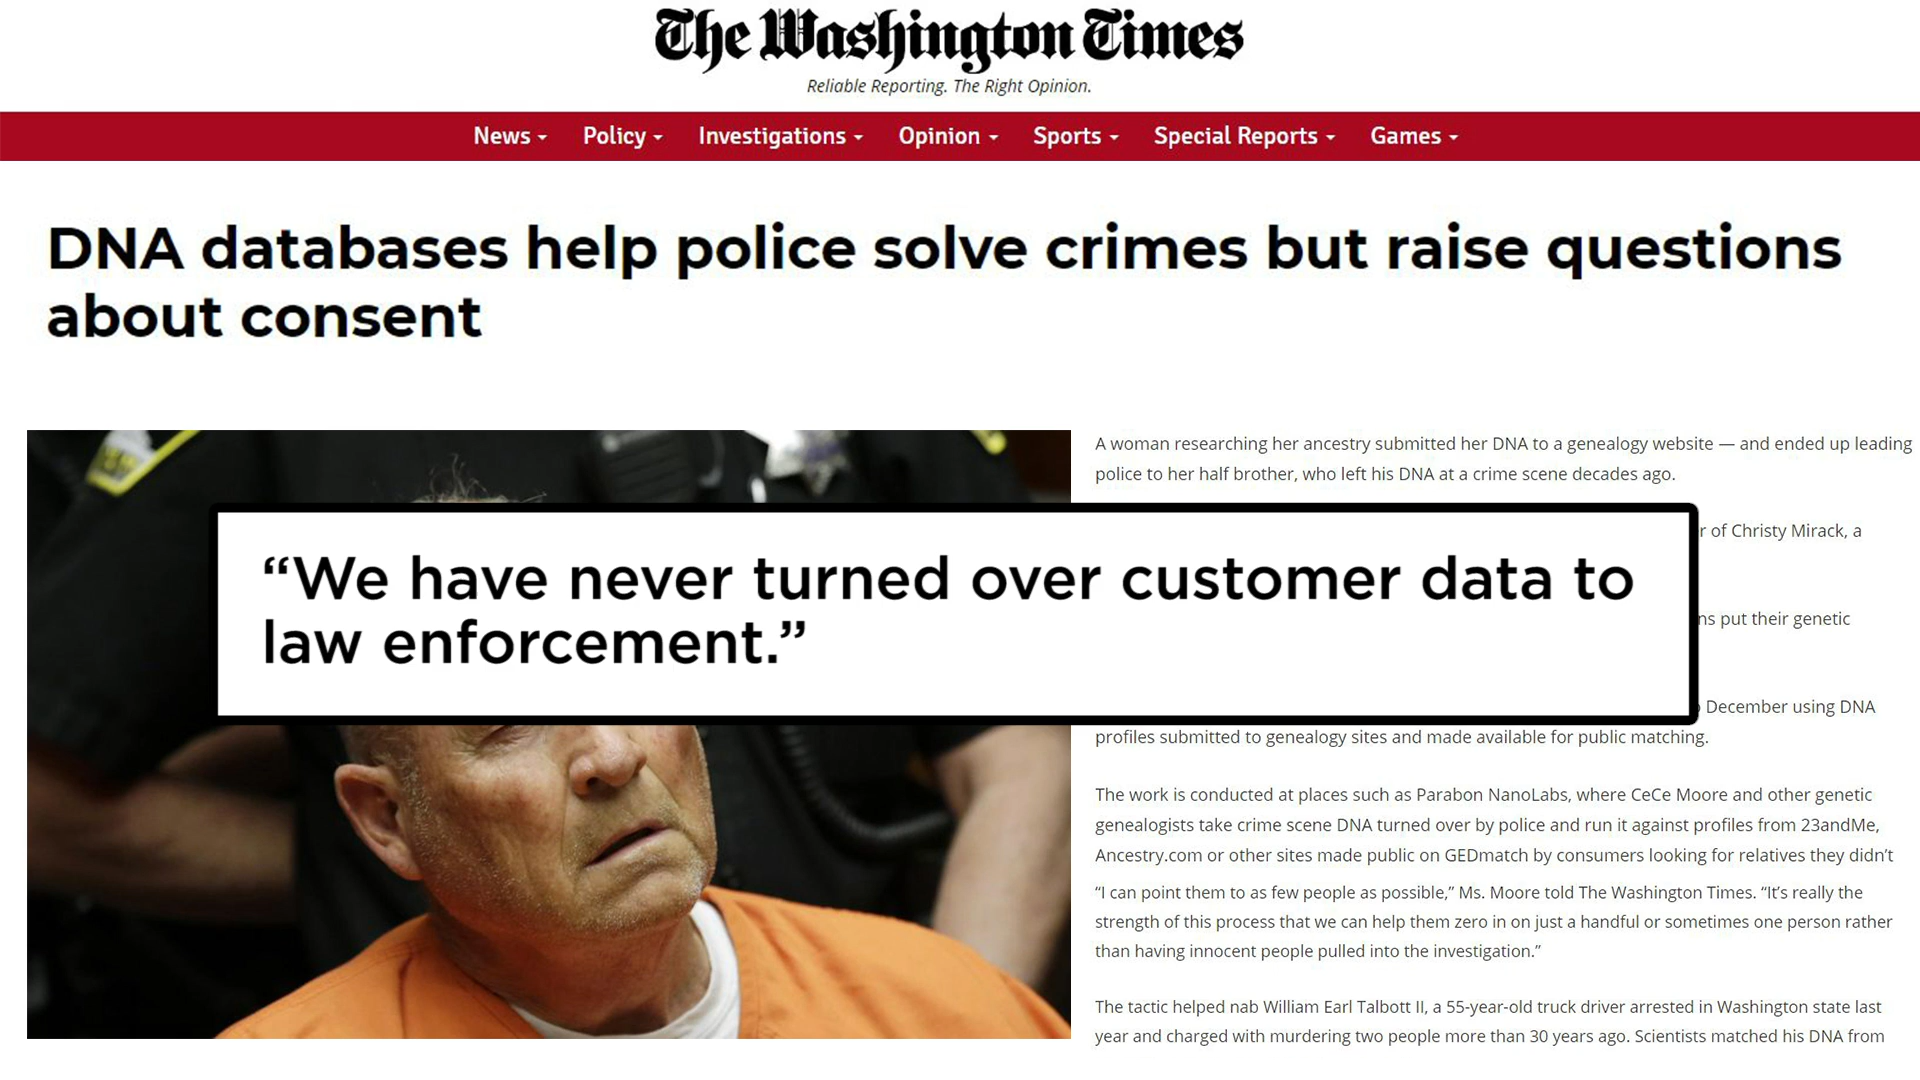 The Washington Times
Reliable Reporting. The Right Opinion.
News Policy Investigations Opinion Sports Special Reports Games
DNA databases help police solve crimes but raise questions
about consent
A woman researching her ancestry submitted her DNA to a genealogy website — and ended up leading
police to her half brother, who left his DNA at a crime scene decades ago.
of Christy Mirack, a
“We have never turned over customer data to
law enforcement.”
put their genetic
December using DNA
profiles submitted to genealogy sites and made available for public matching.
The work is conducted at places such as Parabon NanoLabs, where CeCe Moore and other genetic
genealogists take crime scene DNA turned over by police and run it against profiles from 23andMe,
Ancestry.com or other sites made public on GEDmatch by consumers looking for relatives they didn’t
“I can point them to as few people as possible,” Ms. Moore told The Washington Times. “It’s really the
strength of this process that we can help them zero in on just a handful or sometimes one person rather
than having innocent people pulled into the investigation.”
The tactic helped nab William Earl Talbott II, a 55-year-old truck driver arrested in Washington state last
year and charged with murdering two people more than 30 years ago. Scientists matched his DNA from